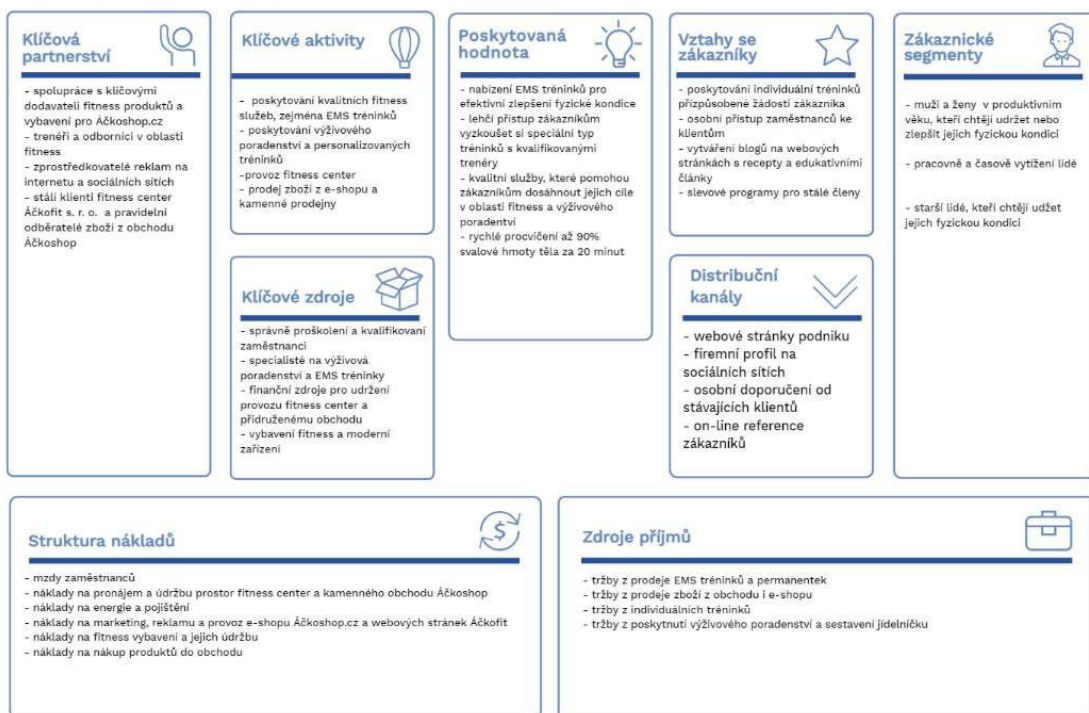 Klíčová
partnerství
- spolupráce s klíčovými
dodavateli fitness produktů a
vybavení pro Áčkoshop.cz
- trenéři a odborníci v oblasti
fitness
- zprostředkovatelé reklam na
internetu a sociálních sítích
- stálí klienti fitness center
Áčkofit s. r. o. a pravidelní
odběratelé zboží z obchodu
Áčkoshop
Klíčové aktivity
- poskytování kvalitních fitness
služeb, zejména EMS tréninků
- poskytování výživového
poradenství a personalizovaných
tréninků
-provoz fitness center
- prodej zboží z e-shopu a
kamenné prodejny
Klíčové zdroje
- správně proškolení a kvalifikovaní
zaměstnanci
- specialisté na výživová
poradenství a EMS tréninky
- finanční zdroje pro udržení
provozu fitness center a
přidruženému obchodu
- vybavení fitness a moderní
zařízení
Poskytovaná
hodnota
- nabízení EMS tréninků pro
efektivní zlepšení fyzické kondice
- lehčí přístup zákazníkům
vyzkoušet si speciální typ
tréninků s kvalifikovanými
trenéry
- kvalitní služby, které pomohou
zákazníkům dosáhnout jejich cíle
v oblasti fitness a výživového
poradentví
- rychlé procvičení až 90%
svalové hmoty těla za 20 minut
Vztahy se
zákazníky
- poskytování individuální tréninků
přízpůsobené žádosti zákazníka
- osobní přístup zaměstnanců ke
klientům
- vytváření blogů na webových
stránkách s recepty a edukativními
články
- slevové programy pro stálé členy
Distribuční
kanály
- webové stránky podniku
- firemní profil na
sociálních sítích
- osobní doporučení od
stávajících klientů
- on-line reference
zákazníků
Zákaznické
segmenty
- muži a ženy v produktivním
věku, kteří chtějí udržet nebo
zlepšit jejich fyzickou kondici
- pracovně a časově vytížení lidé
- starší lidé, kteří chtějí udžet
jejich fyzickou kondici
Struktura nákladů
- mzdy zaměstnanců
- náklady na pronájem a údržbu prostor fitness center a kamenného obchodu Áčkoshop
- náklady na energie a pojištění
- náklady na marketing, reklamu a provoz e-shopu Áčkoshop.cz a webových stránek Áčkofit
- náklady na fitness vybavení a jejich údržbu
- náklady na nákup produktů do obchodu
Zdroje příjmů
- tržby z prodeje EMS tréninků a permanentek
- tržby z prodeje zboží z obchodu i e-shopu
- tržby z individuálních tréninků
- tržby z poskytnutí výživového poradenství a sestavení jídelníčku